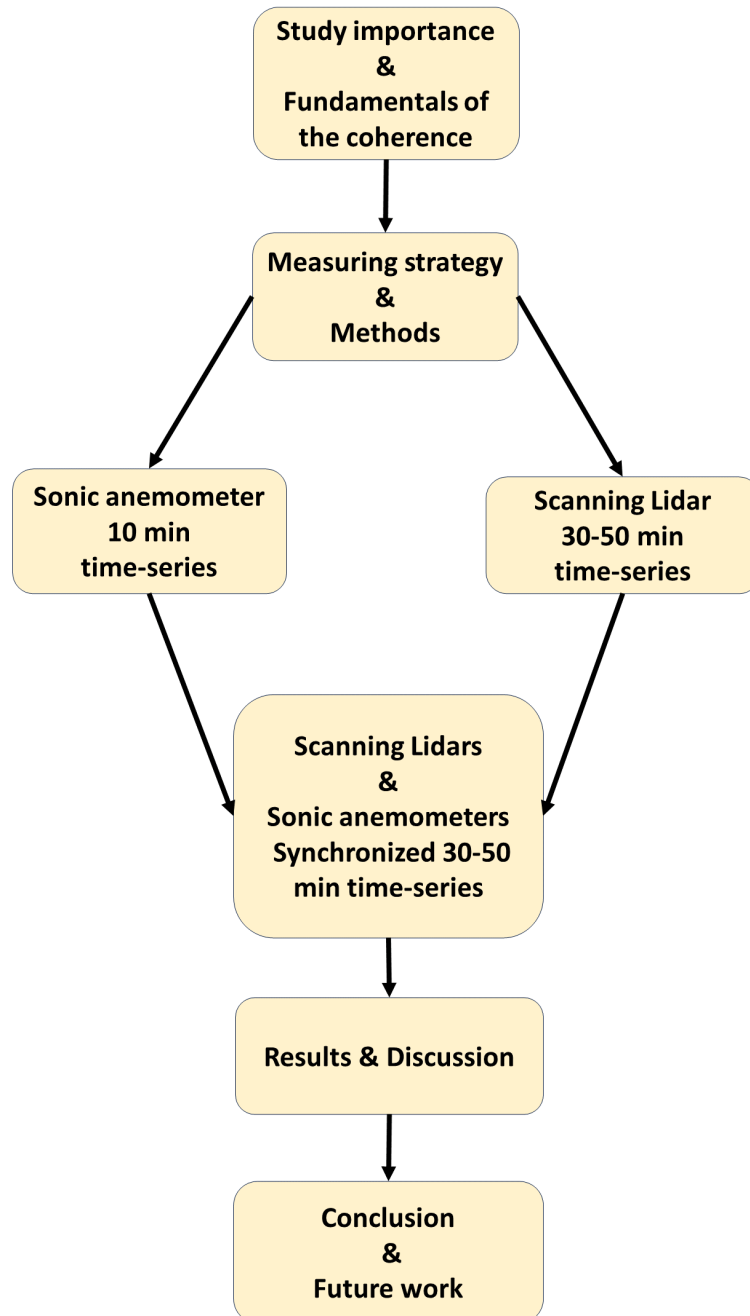 Study importance
&
Fundamentals of
the coherence
Measuring strategy
&
Methods
Sonic anemometer
10 min
time-series
Scanning Lidar
30-50 min
time-series
Scanning Lidars
&
Sonic anemometers
Synchronized 30-50
min time-series
Results & Discussion
Conclusion
&
Future work